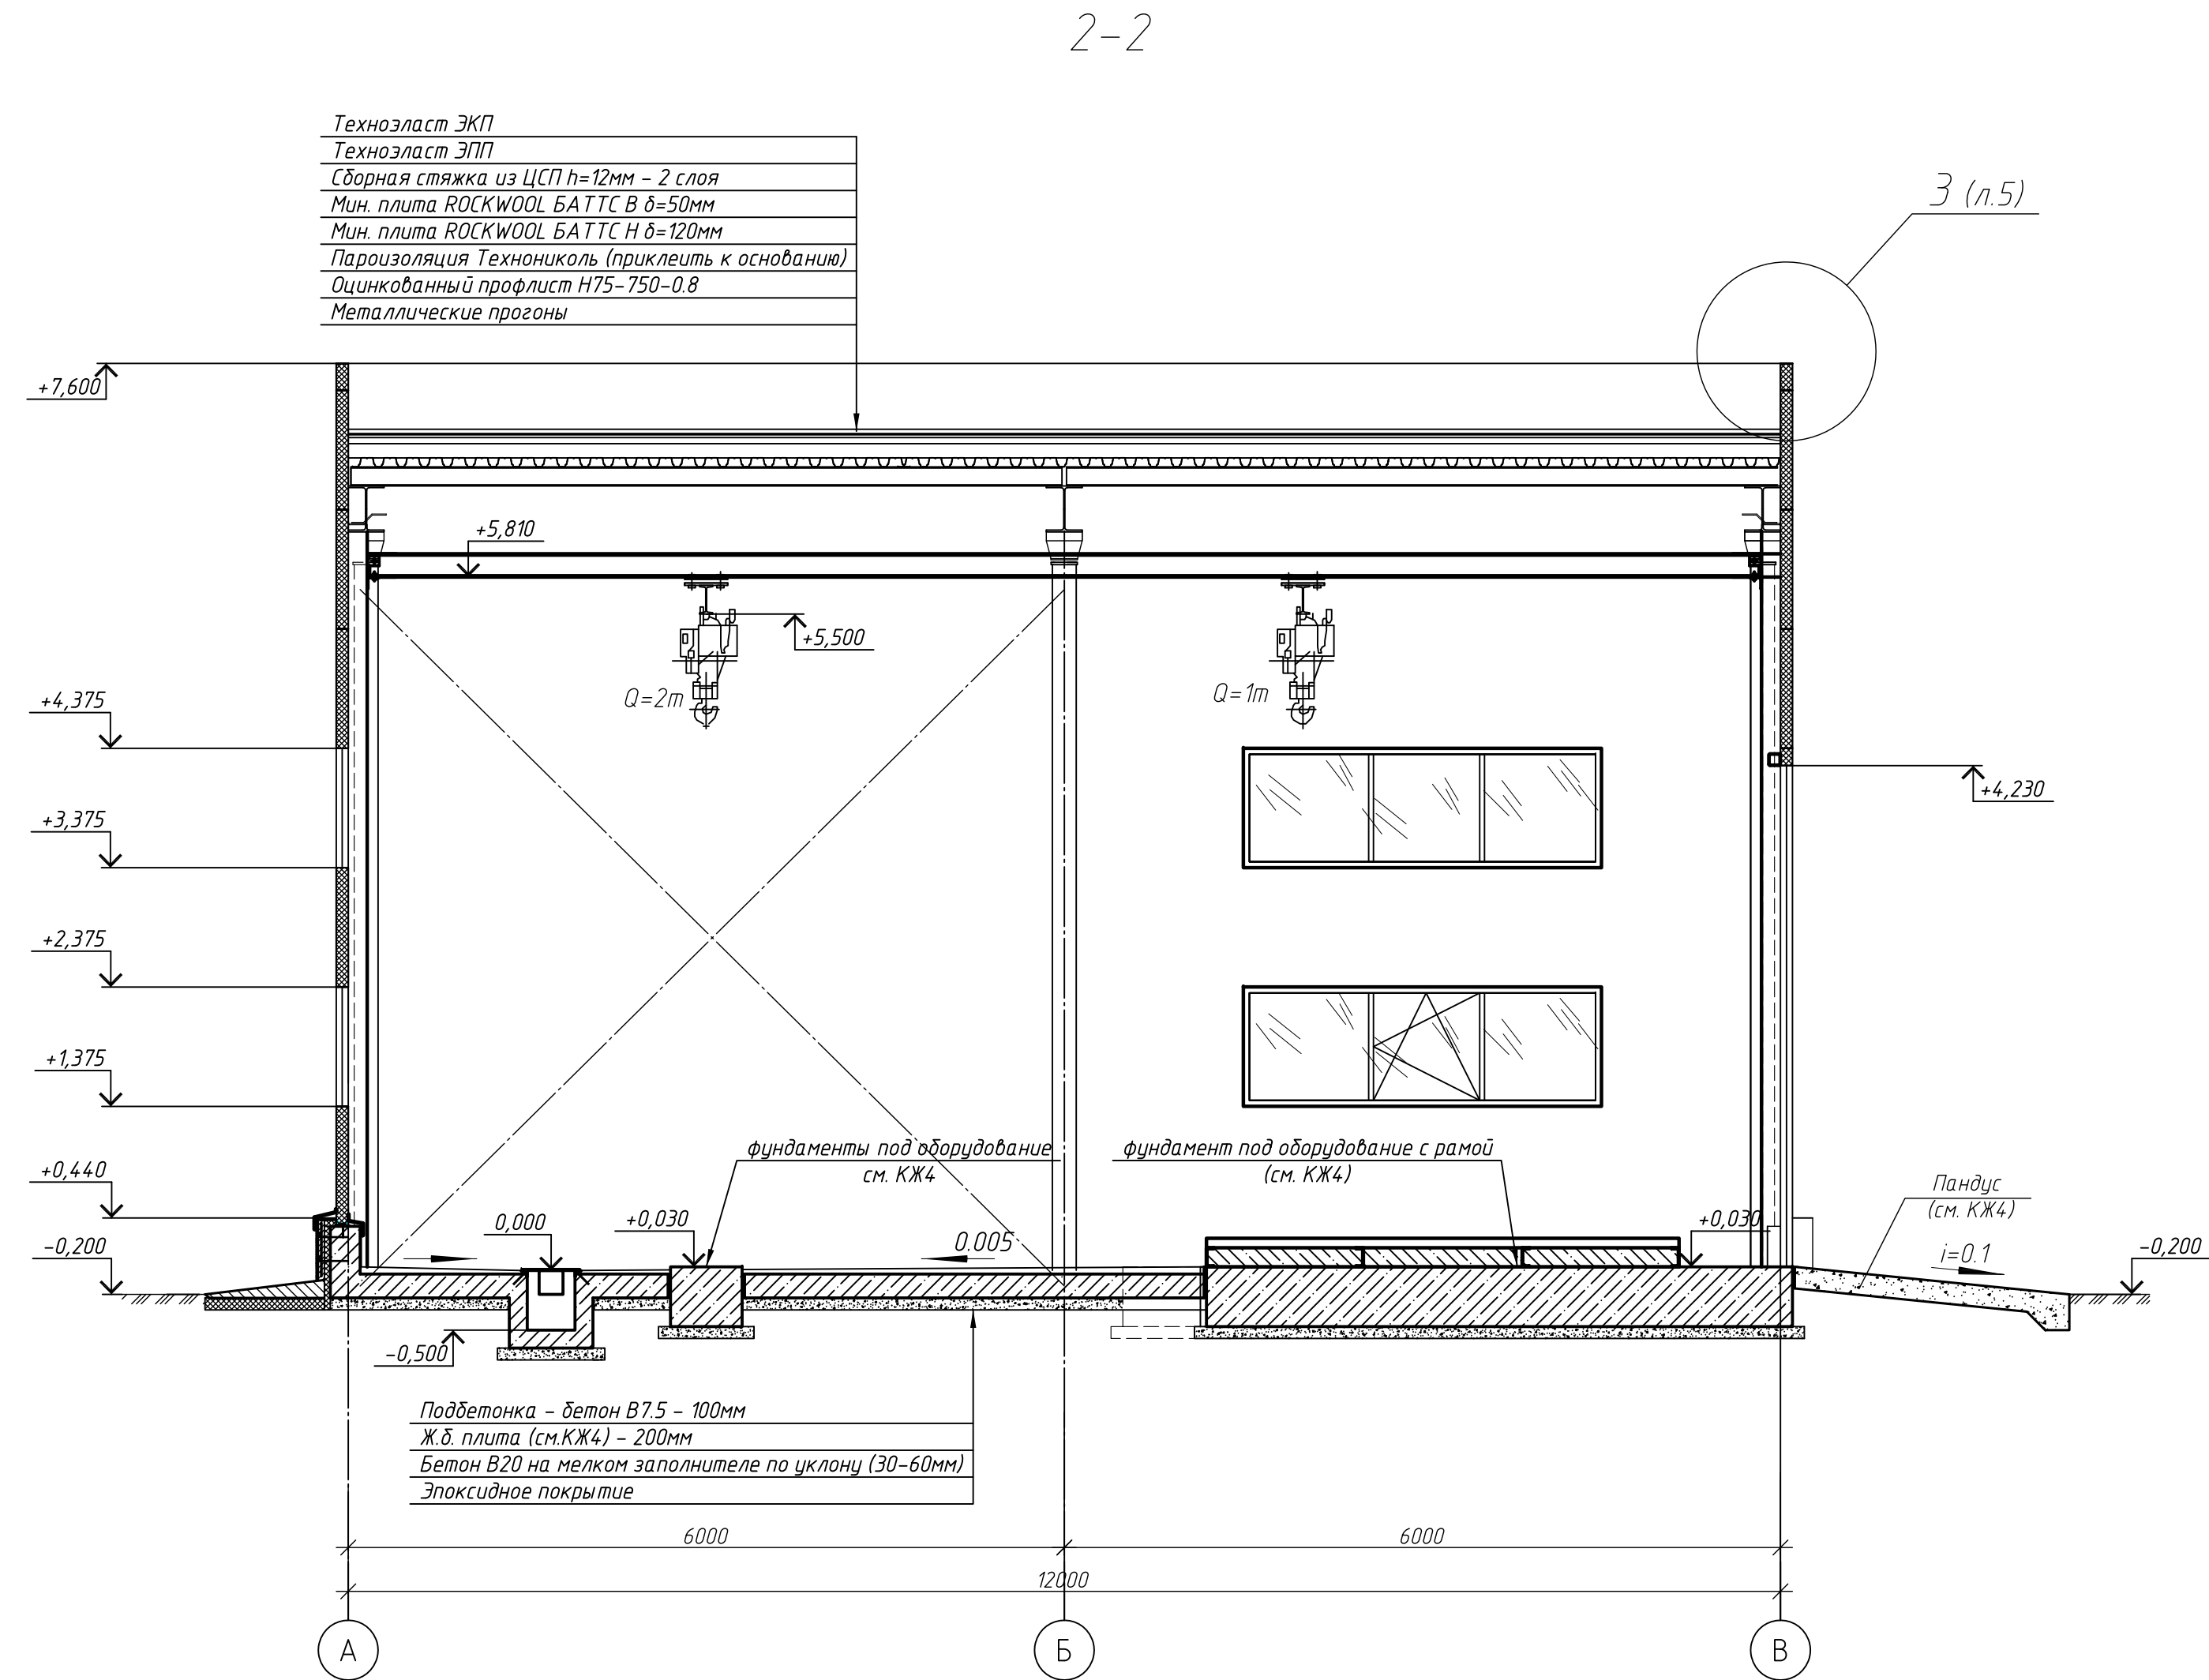 2-2
Техноэласт ЭКП
Техноэласт ЭПП
Сборная стяжка из ЦСП h=12мм - 2 слоя
Мин. плита ROCKWOOL БАТТС В δ=50мм
Мин. плита ROCKWOOL БАТТС Н δ=120мм
Пароизоляция Технониколь (приклеить к основанию)
Оцинкованный профлист Н75-750-0.8
Металлические прогоны
3 (л.5)
+7,600
+5,810
+5,500
Q=2т
Q=1т
+4,375
+4,230
+3,375
+2,375
+1,375
фундаменты под оборудование
см. КЖ4
фундамент под оборудование с рамой
(см. КЖ4)
+0,440
Пандус
(см. КЖ4)
0,000
+0,030
0.005
+0,030
-0,200
i=0.1
-0,200
-0,500
Подбетонка - бетон В7.5 - 100мм
Ж.б. плита (см.КЖ4) - 200мм
Бетон В20 на мелком заполнителе по уклону (30-60мм)
Эпоксидное покрытие
6000
6000
12000
А
Б
В